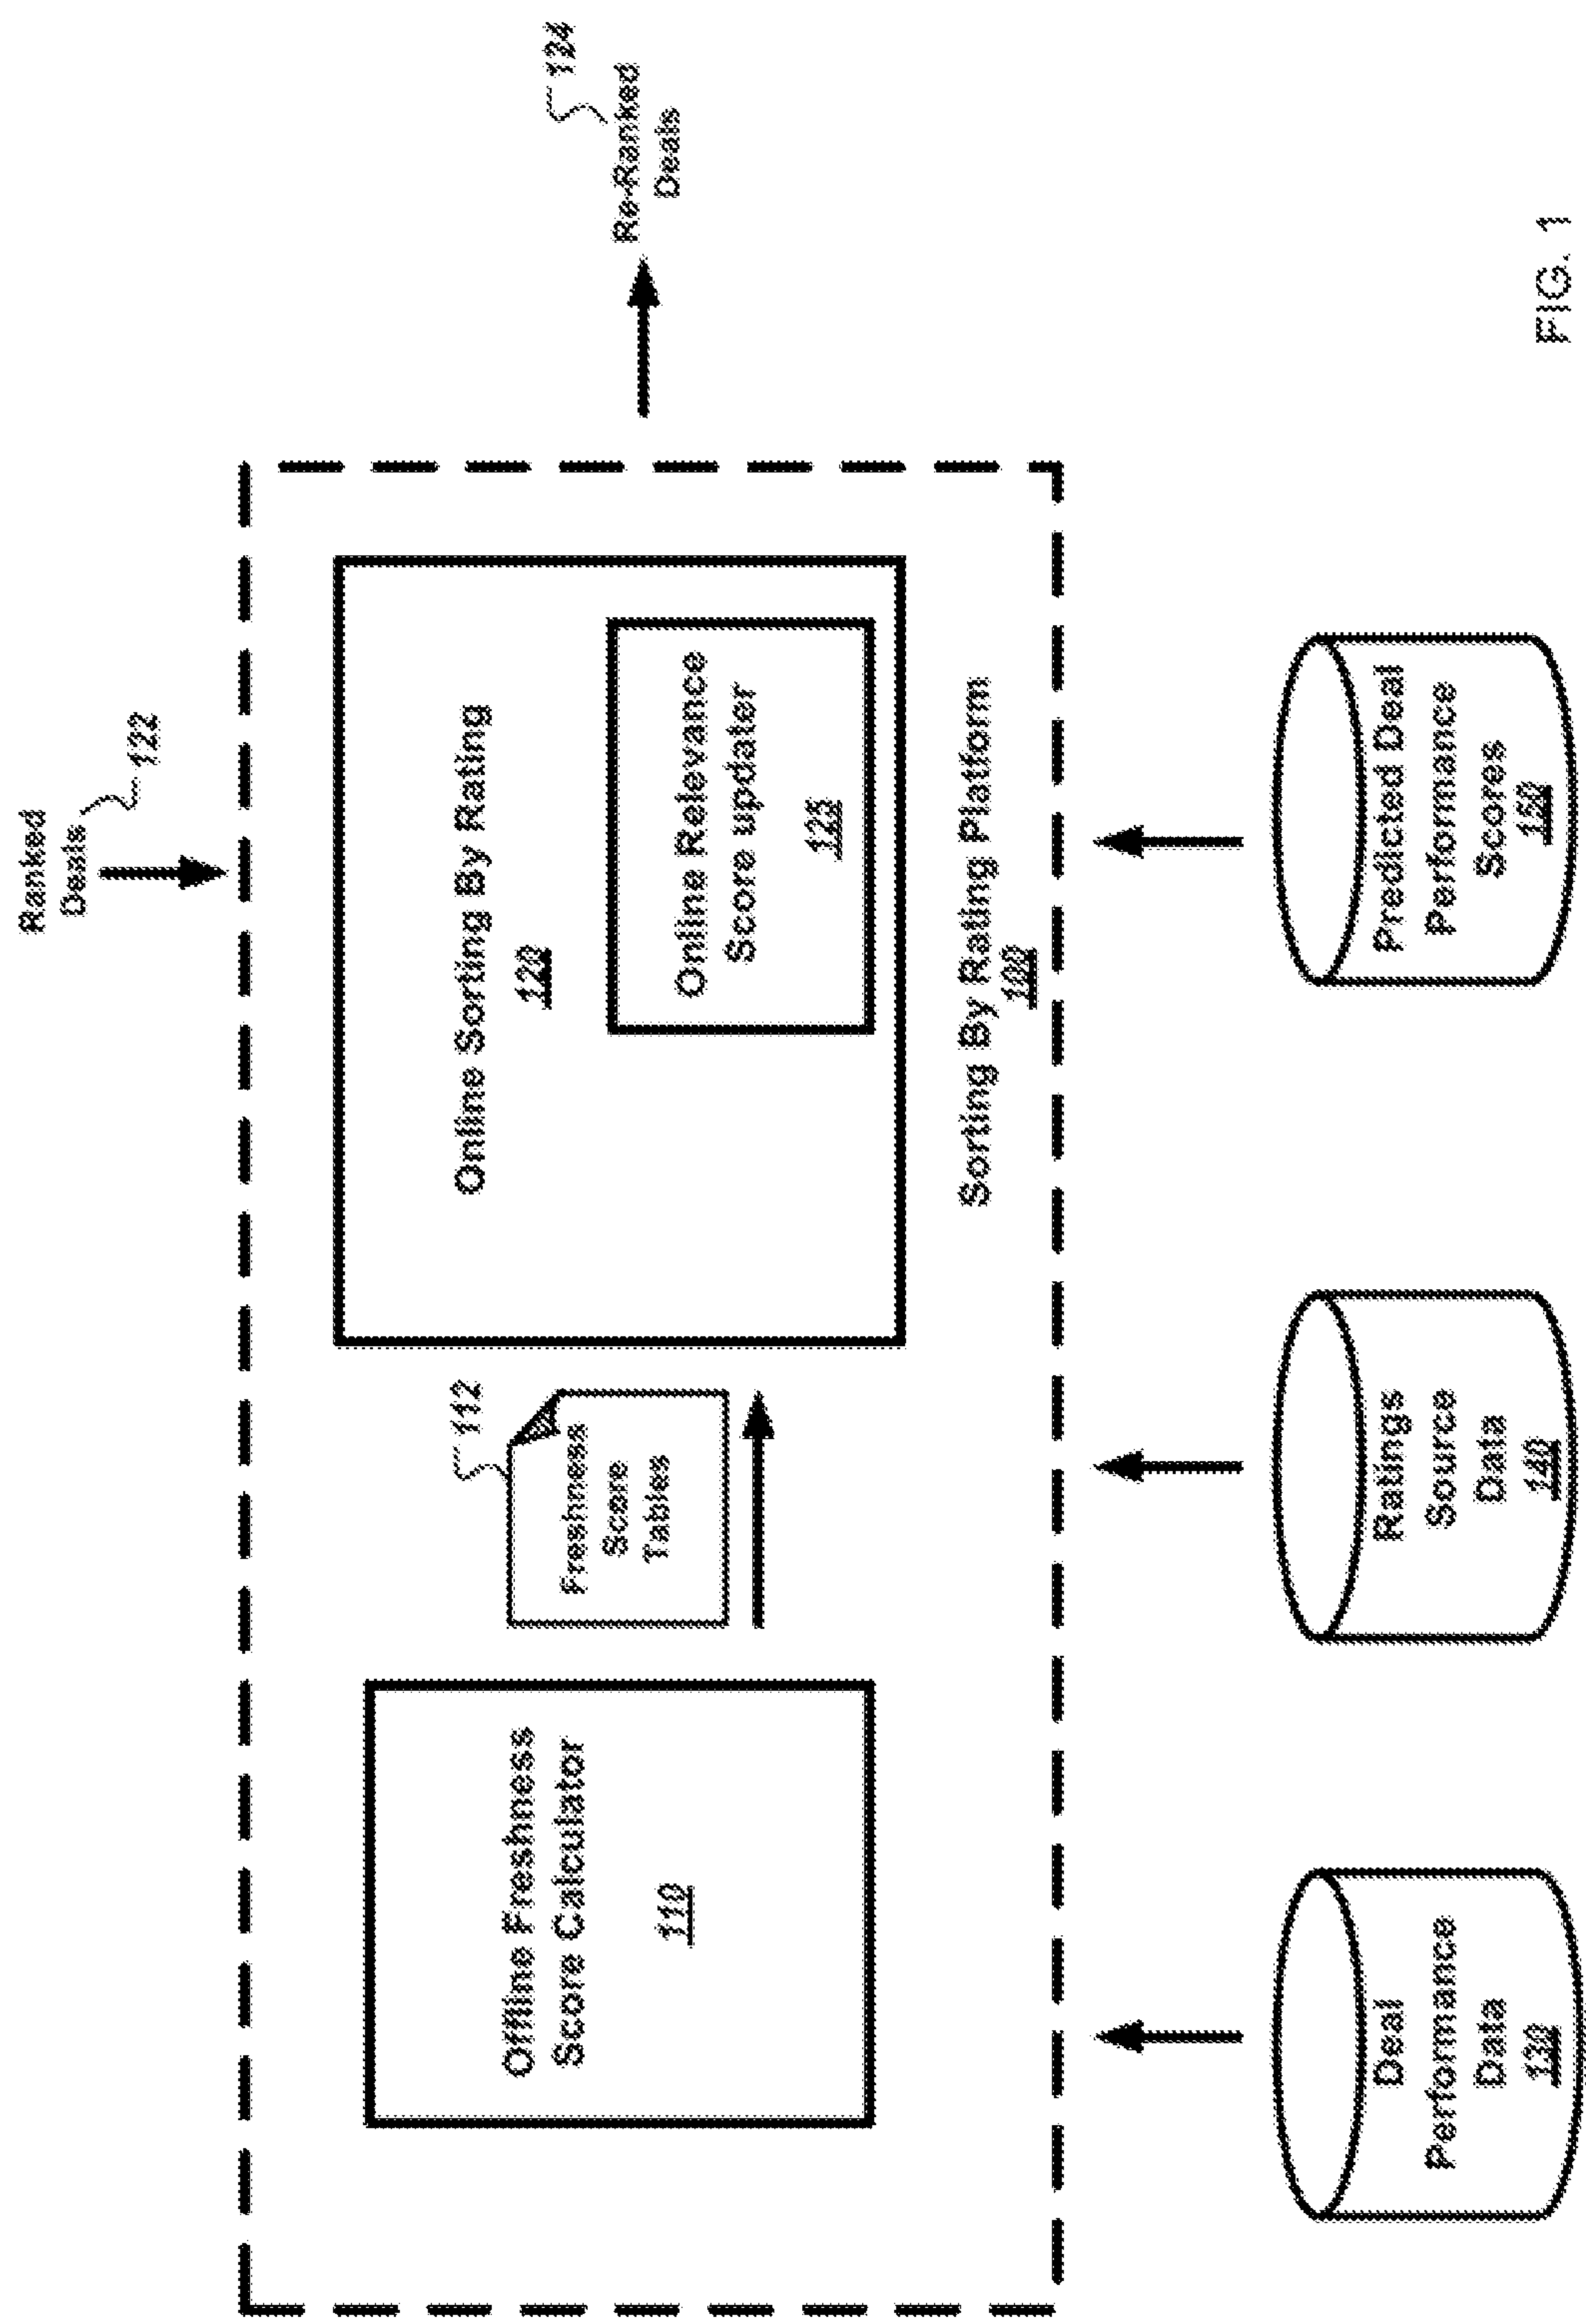 Ranked
Deals
122
Offline Freshness
Score Calculator
110
112
Freshness
Score
Tables
Online Sorting By Rating
120
Online Relevance
Score updater
125
Sorting By Rating Platform
100
124
Re-Ranked
Deals
Deal
Performance
Data
130
Ratings
Source
Data
140
Predicted Deal
Performance
Scores
150
FIG. 1